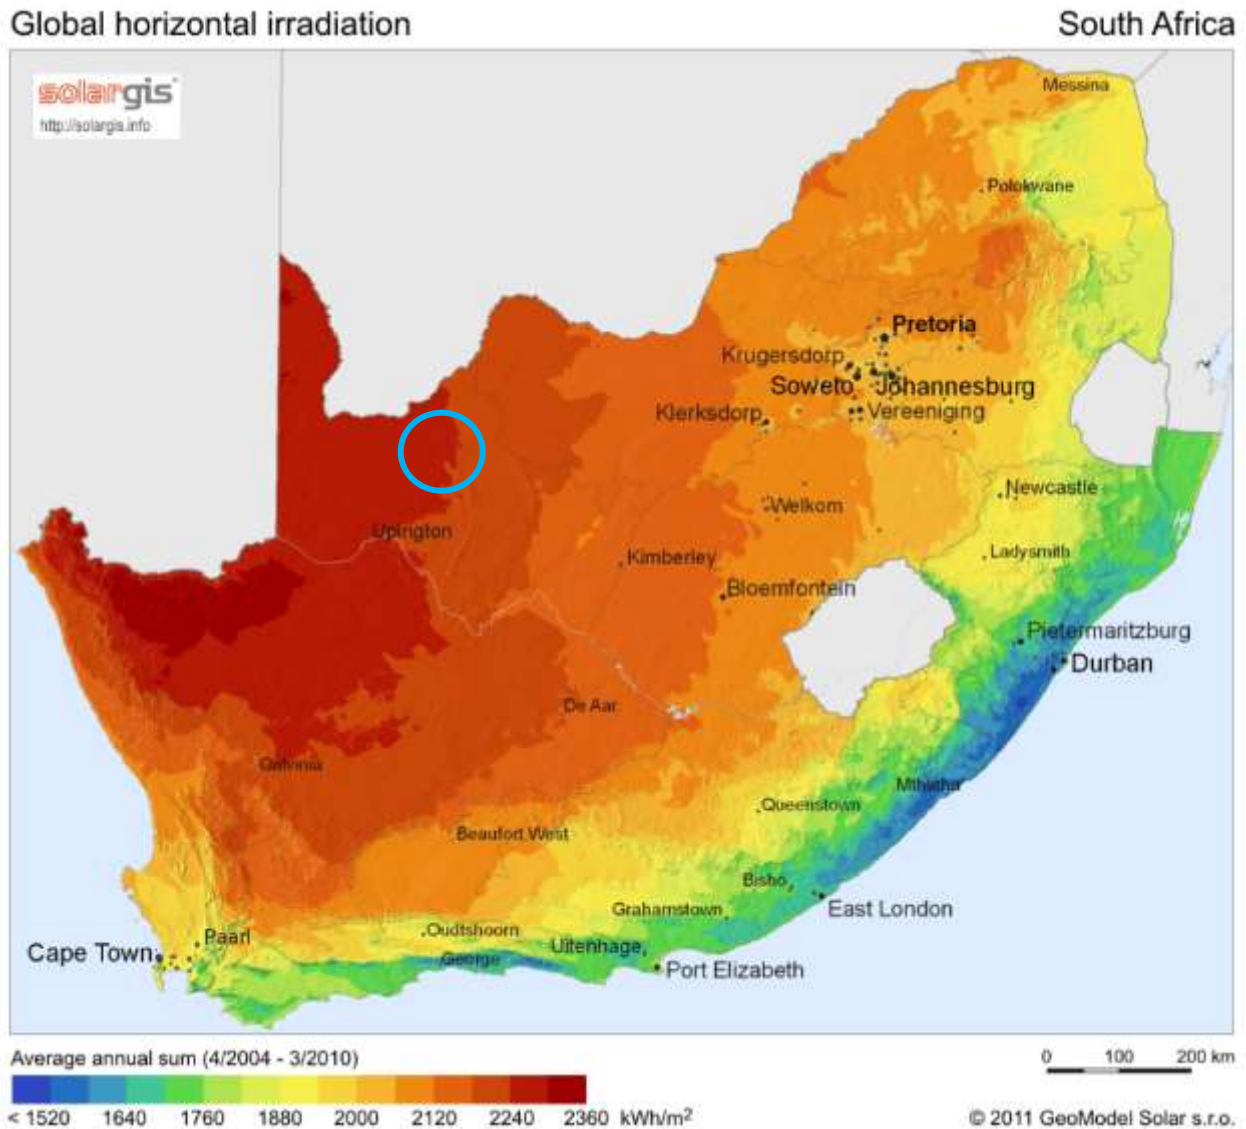 Global horizontal irradiation
South Africa
solargis
http://solargis.info
Messina
Polokwane
Pretoria
Krugersdorp
Soweto
Johannesburg
Klerksdorp
Vereeniging
Newcastle
Welkom
Upington
Kimberley
Ladysmith
Bloemfontein
Pietermaritzburg
Durban
De Aar
Calvinia
Mthatha
Queenstown
Beaufort West
Bisho
Grahamstown
East London
Oudtshoorn
Paarl
Cape Town
Uitenhage
George
Port Elizabeth
Average annual sum (4/2004 - 3/2010)
0 100 200 km
< 1520 1640 1760 1880 2000 2120 2240 2360 kWh/m²
© 2011 GeoModel Solar s.r.o.